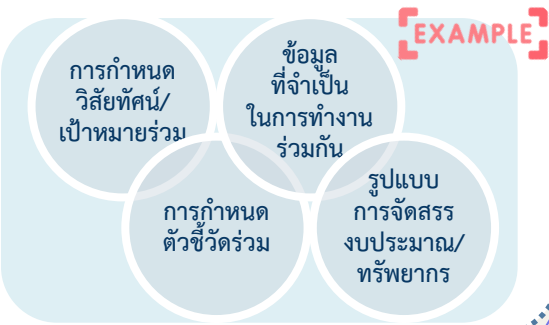 EXAMPLE
การกำหนด
วิสัยทัศน์/
เป้าหมายร่วม
ข้อมูล
ที่จำเป็น
ในการทำงาน
ร่วมกัน
การกำหนด
ตัวชี้วัดร่วม
รูปแบบ
การจัดสรร
งบประมาณ/
ทรัพยากร